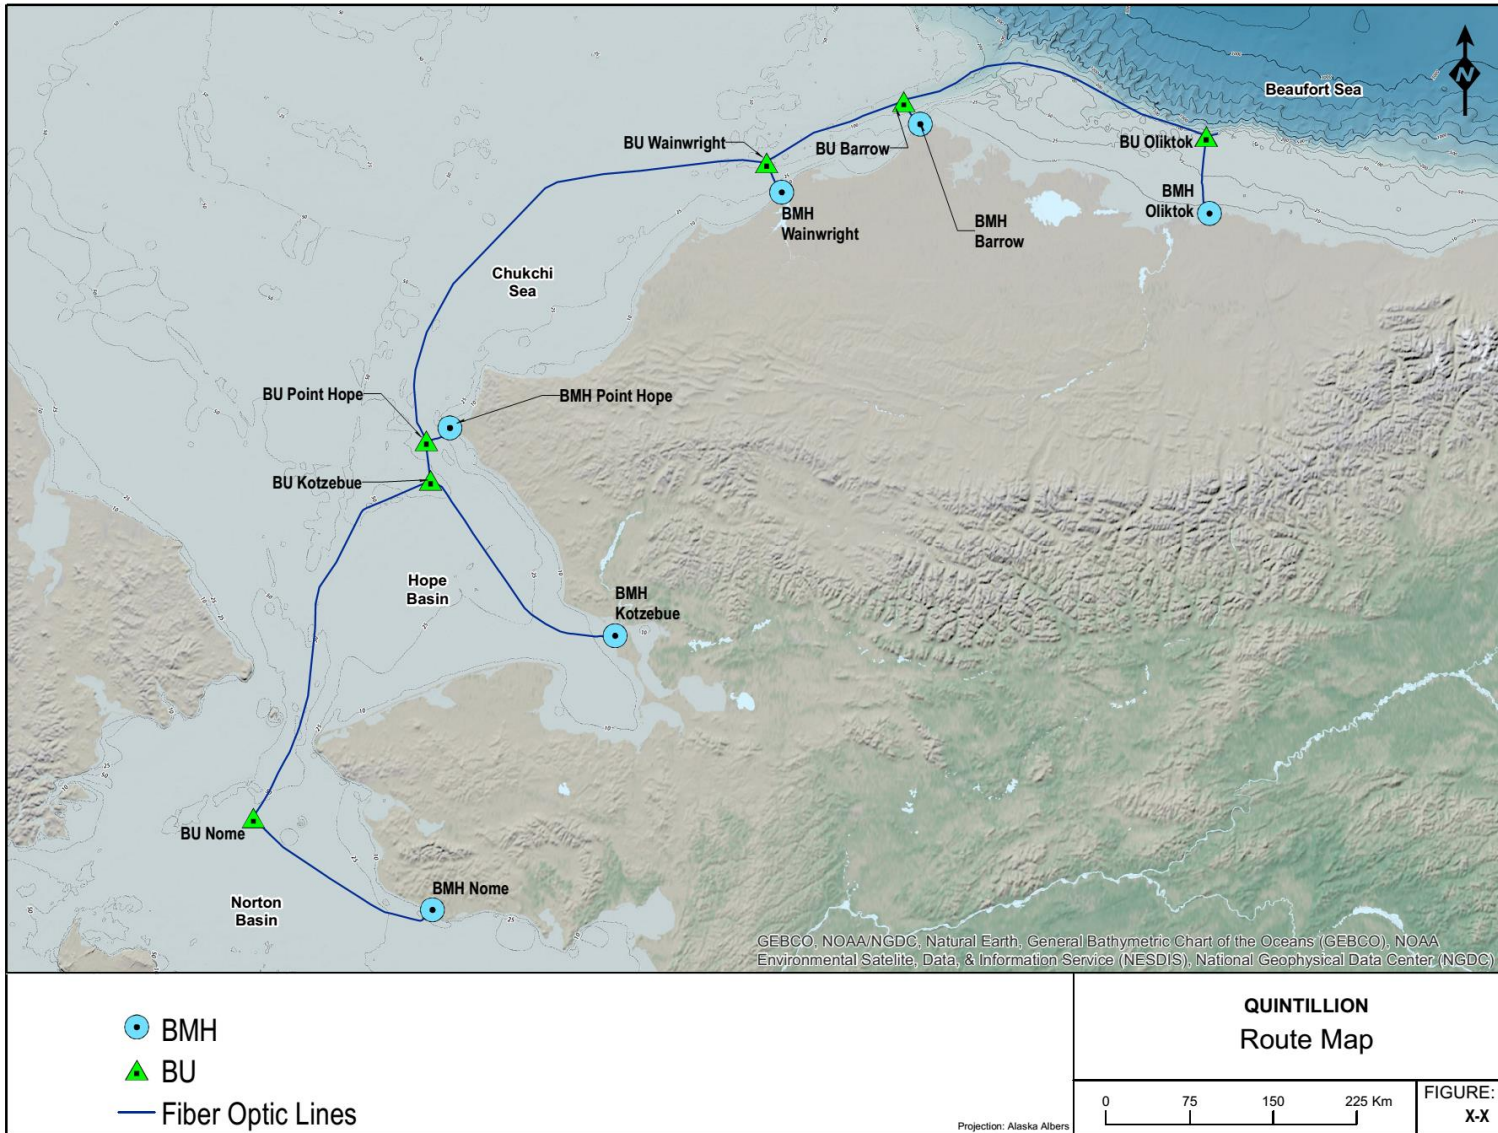 Beaufort Sea
N
BU Wainwright
BU Barrow
BU Oliktok
BMH
Oliktok
BMH
Wainwright
BMH
Barrow
Chukchi
Sea
BU Point Hope
BMH Point Hope
BU Kotzebue
Hope
Basin
BMH
Kotzebue
BU Nome
BMH Nome
Norton
Basin
GEBCO, NOAA/NGDC, Natural Earth, General Bathymetric Chart of the Oceans (GEBCO), NOAA
Environmental Satelite, Data, & Information Service (NESDIS), National Geophysical Data Center (NGDC)
BMH
BU
Fiber Optic Lines
Projection: Alaska Albers
QUINTILLION
Route Map
0 75 150 225 Km
FIGURE:
X-X